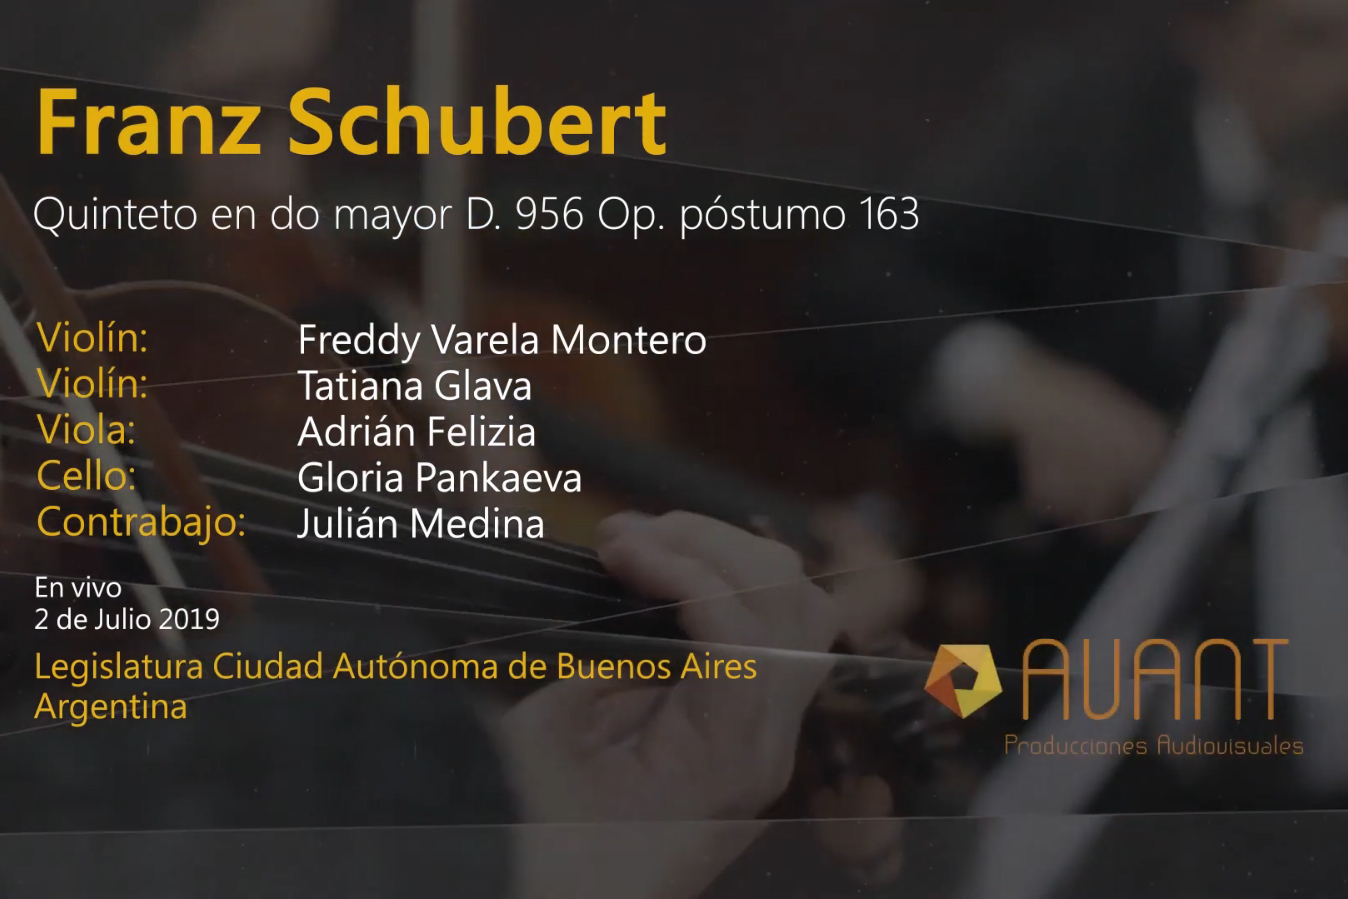 Franz Schubert
Quinteto en do mayor D. 956 Op. póstumo 163
Violín: Freddy Varela Montero
Violín: Tatiana Glava
Viola: Adrián Felizia
Cello: Gloria Pankaeva
Contrabajo: Julián Medina
En vivo
2 de Julio 2019
Legislatura Ciudad Autónoma de Buenos Aires
Argentina
AVANT
Producciones Audiovisuales